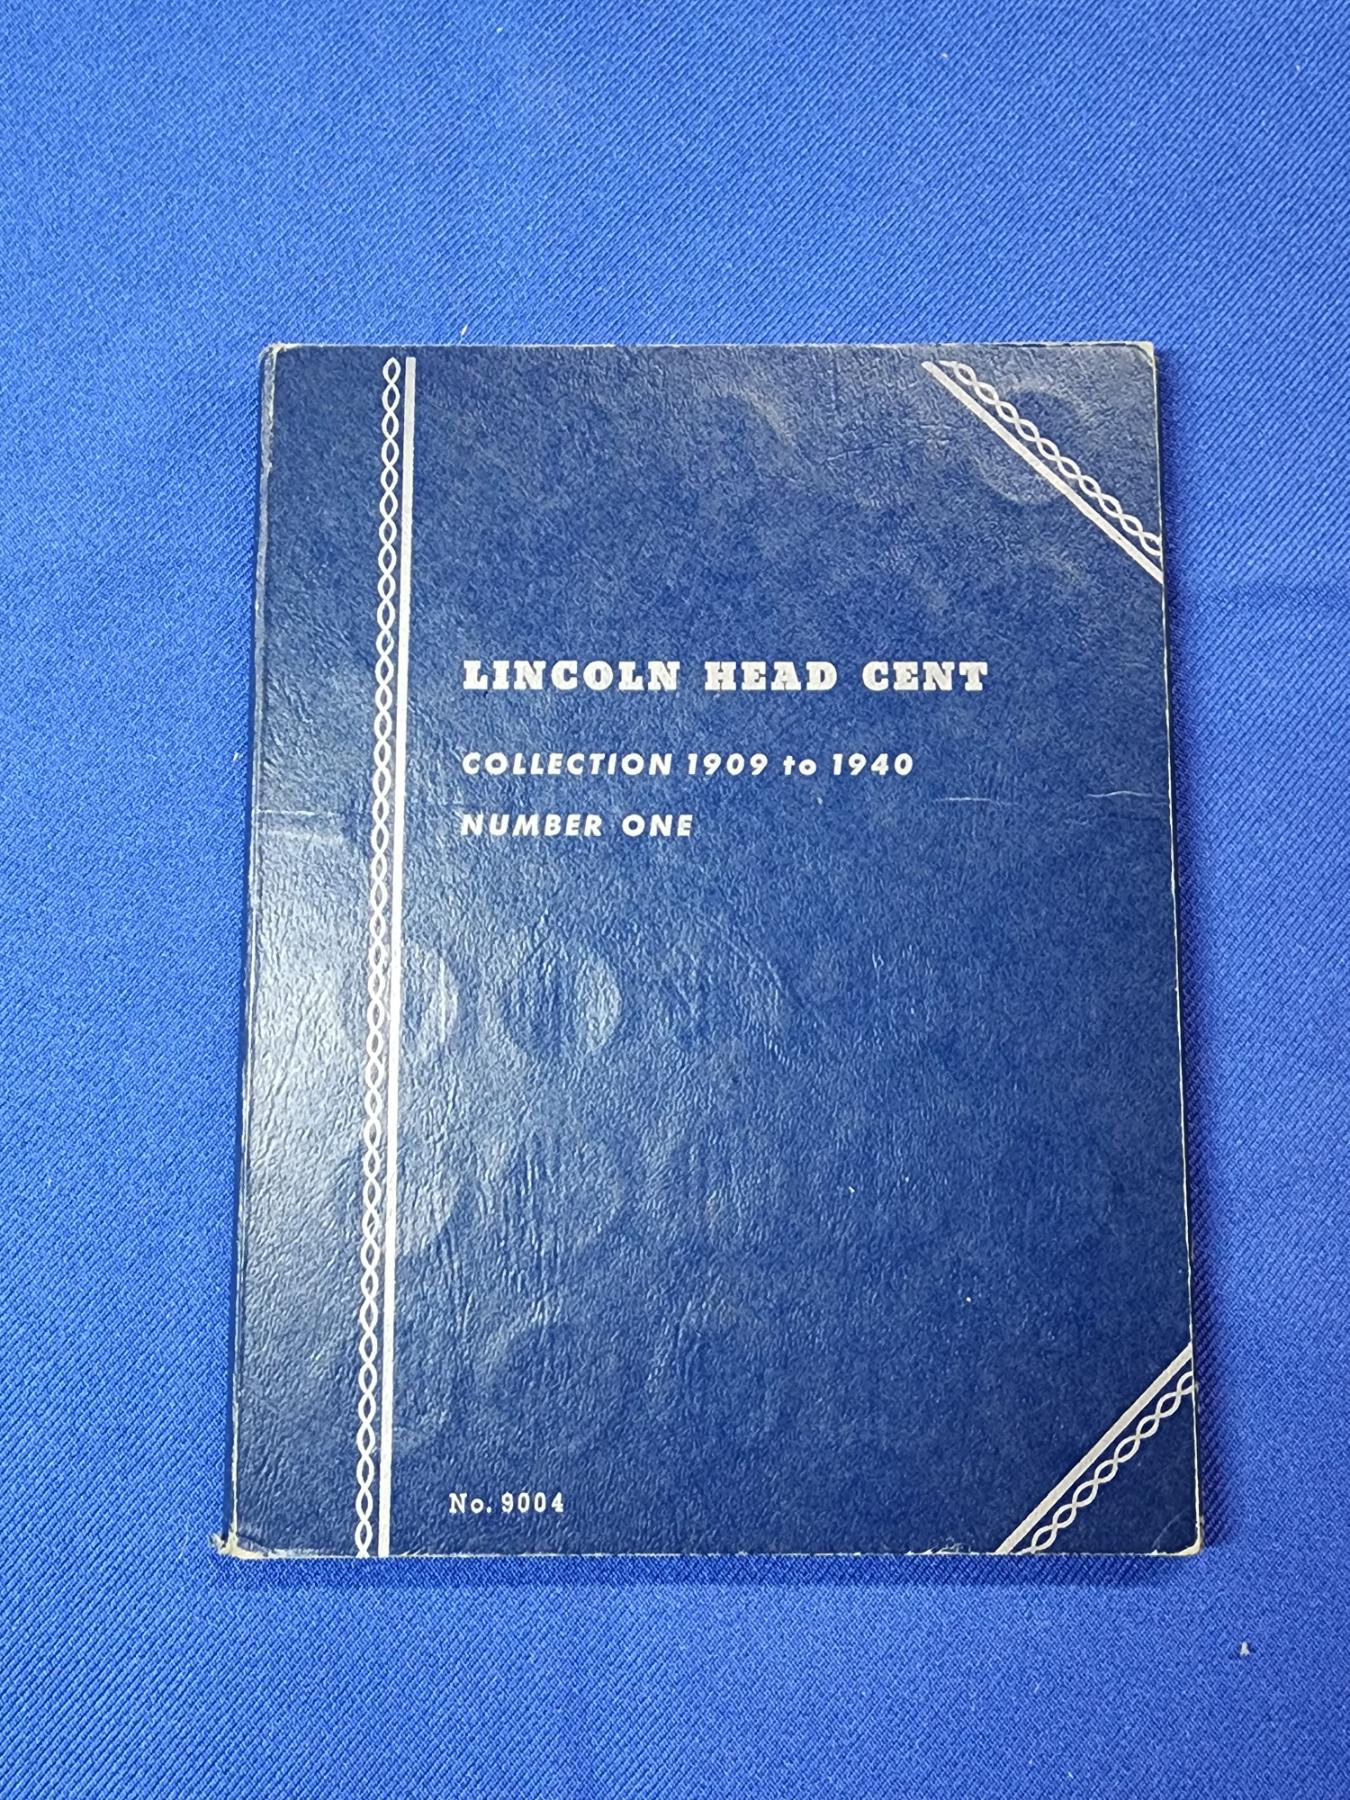 LINCOLN HEAD CENT
COLLECTION 1909 to 1940
NUMBER ONE
No. 9004